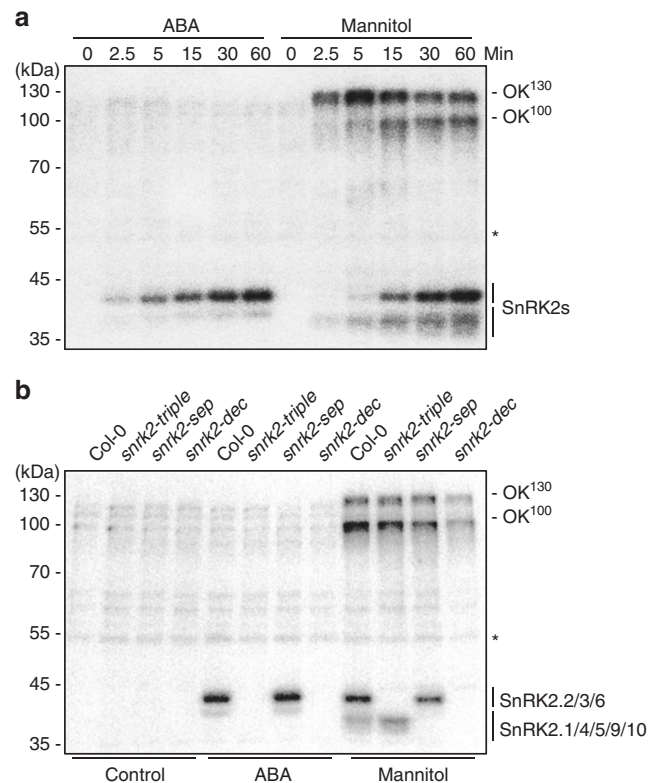 a
ABA Mannitol
0 2.5 5 15 30 60 0 2.5 5 15 30 60 Min
(kDa)
130 -
100 -
70 -
55 -
45 -
35 -
- OK¹³⁰
- OK¹⁰⁰
*
SnRK2s
b
Col-0 snrk2-triple snrk2-sep snrk2-dec Col-0 snrk2-triple snrk2-sep snrk2-dec Col-0 snrk2-triple snrk2-sep snrk2-dec
(kDa)
130 -
100 -
70 -
55 -
45 -
35 -
- OK¹³⁰
- OK¹⁰⁰
*
SnRK2.2/3/6
SnRK2.1/4/5/9/10
Control ABA Mannitol